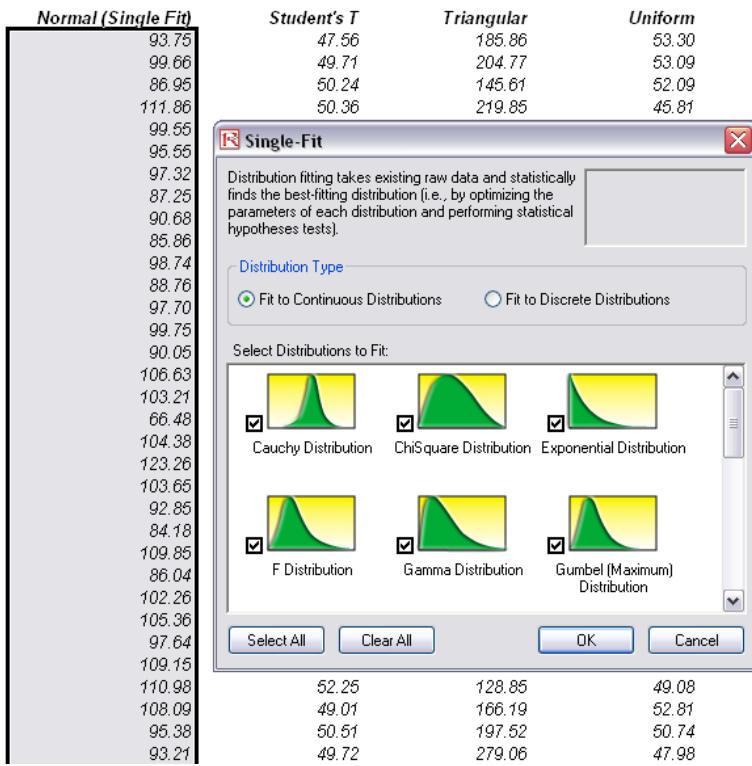 Normal (Single Fit) Student's T Triangular Uniform
93.75 47.56 185.86 53.30
99.66 49.71 204.77 53.09
86.95 50.24 145.61 52.09
111.86 50.36 219.85 45.81
99.55
95.55
97.32
87.25
90.68
85.86
98.74
88.76
97.70
99.75
90.05
106.63
103.21
66.48
104.38
123.26
103.65
92.85
84.18
109.85
86.04
102.26
105.36
97.64
109.15
110.98 52.25 128.85 49.08
108.09 49.01 166.19 52.81
95.38 50.51 197.52 50.74
93.21 49.72 279.06 47.98
Single-Fit
Distribution fitting takes existing raw data and statistically
finds the best-fitting distribution (i.e., by optimizing the
parameters of each distribution and performing statistical
hypotheses tests).
Distribution Type
Fit to Continuous Distributions Fit to Discrete Distributions
Select Distributions to Fit:
Cauchy Distribution ChiSquare Distribution Exponential Distribution
F Distribution Gamma Distribution Gumbel (Maximum)
Distribution
Select All Clear All OK Cancel